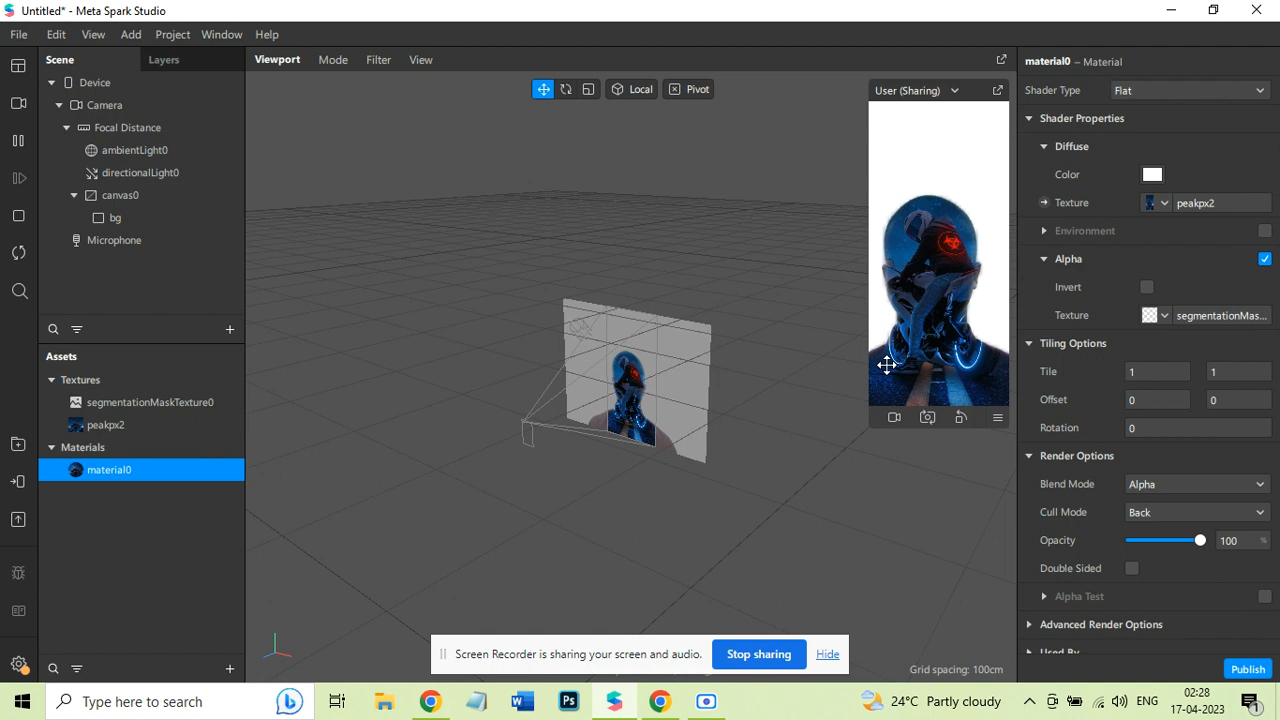 Untitled* - Meta Spark Studio
File Edit View Add Project Window Help
Scene Layers
Device
Camera
Focal Distance
ambientLight0
directionalLight0
canvas0
bg
Microphone
Assets
Textures
segmentationMaskTexture0
peakpx2
Materials
material0
Viewport Mode Filter View
Local Pivot
User (Sharing)
Grid spacing: 100cm
material0 – Material
Shader Type Flat
Shader Properties
Diffuse
Color
Texture peakpx2
Environment
Alpha
Invert
Texture segmentationMas...
Tiling Options
Tile 1 1
Offset 0 0
Rotation 0
Render Options
Blend Mode Alpha
Cull Mode Back
Opacity 100 %
Double Sided
Alpha Test
Advanced Render Options
Used By
Publish
Screen Recorder is sharing your screen and audio. Stop sharing Hide
Type here to search
24°C Partly cloudy
ENG
02:28
17-04-2023